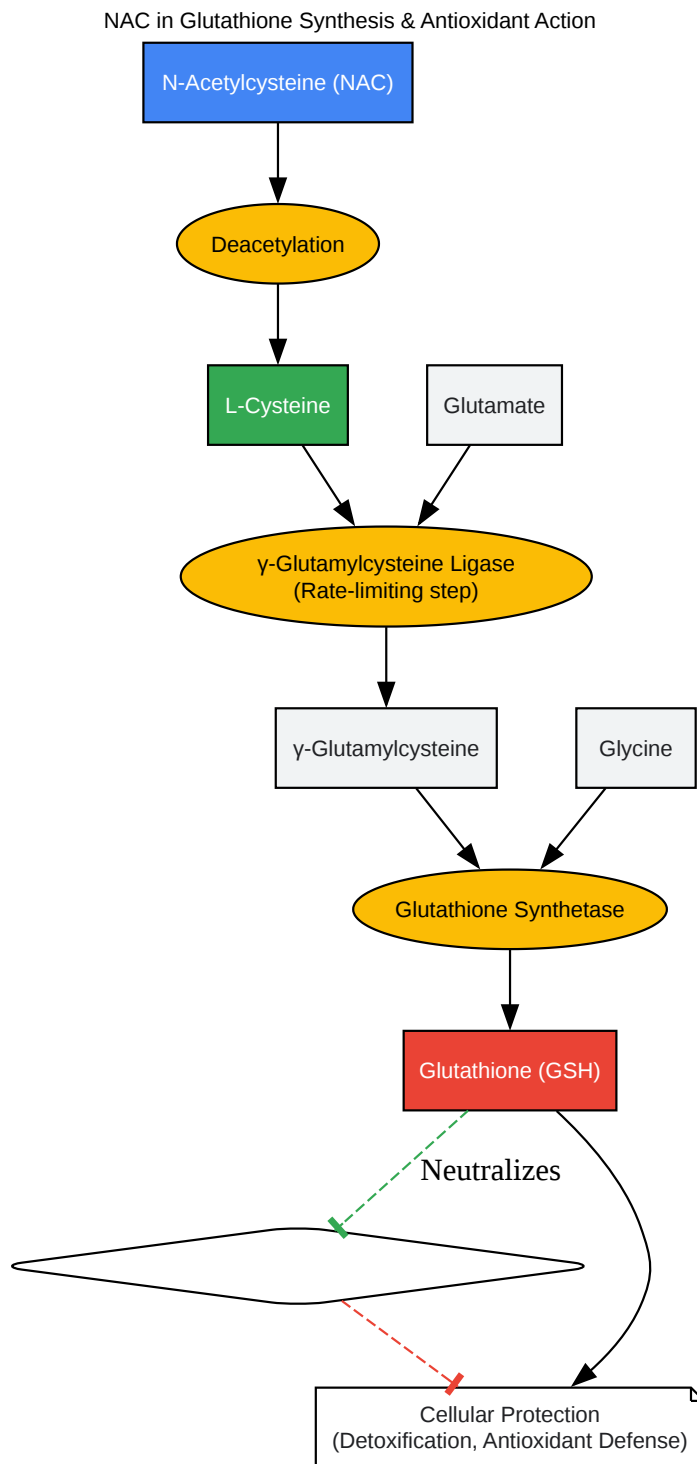 NAC in Glutathione Synthesis & Antioxidant Action
N-Acetylcysteine (NAC)
Deacetylation
L-Cysteine
Glutamate
γ-Glutamylcysteine Ligase
(Rate-limiting step)
γ-Glutamylcysteine
Glycine
Glutathione Synthetase
Glutathione (GSH)
Neutralizes
Cellular Protection
(Detoxification, Antioxidant Defense)